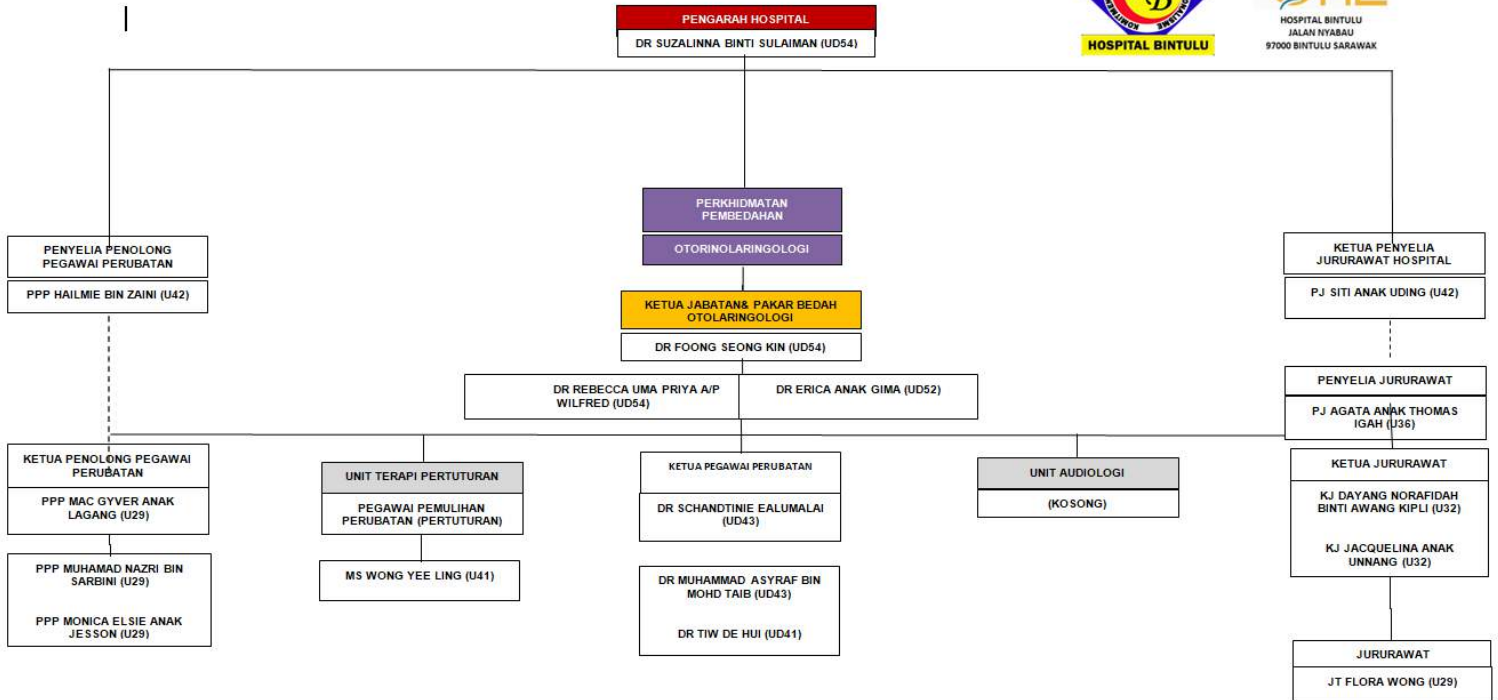 PENGARAH HOSPITAL
DR SUZALINNA BINTI SULAIMAN (UD54)
HOSPITAL BINTULU
HOSPITAL BINTULU
JALAN NYABAU
97000 BINTULU SARAWAK
PERKHIDMATAN
PEMBEDAHAN
OTORINOLARINGOLOGI
PENYELIA PENOLONG
PEGAWAI PERUBATAN
PPP HAILMIE BIN ZAINI (U42)
KETUA PENYELIA
JURURAWAT HOSPITAL
PJ SITI ANAK UDING (U42)
KETUA JABATAN& PAKAR BEDAH
OTOLARINGOLOGI
DR FOONG SEONG KIN (UD54)
DR REBECCA UMA PRIYA A/P
WILFRED (UD54)
DR ERICA ANAK GIMA (UD52)
PENYELIA JURURAWAT
PJ AGATA ANAK THOMAS
IGAH (U36)
KETUA PENOLONG PEGAWAI
PERUBATAN
PPP MAC GYVER ANAK
LAGANG (U29)
PPP MUHAMAD NAZRI BIN
SARBINI (U29)
PPP MONICA ELSIE ANAK
JESSON (U29)
UNIT TERAPI PERTUTURAN
PEGAWAI PEMULIHAN
PERUBATAN (PERTUTURAN)
MS WONG YEE LING (U41)
KETUA PEGAWAI PERUBATAN
DR SCHANDTINIE EALUMALAI
(UD43)
DR MUHAMMAD ASYRAF BIN
MOHD TAIB (UD43)
DR TIW DE HUI (UD41)
UNIT AUDIOLOGI
(KOSONG)
KETUA JURURAWAT
KJ DAYANG NORAFIDAH
BINTI AWANG KIPLI (U32)
KJ JACQUELINA ANAK
UNNANG (U32)
JURURAWAT
JT FLORA WONG (U29)